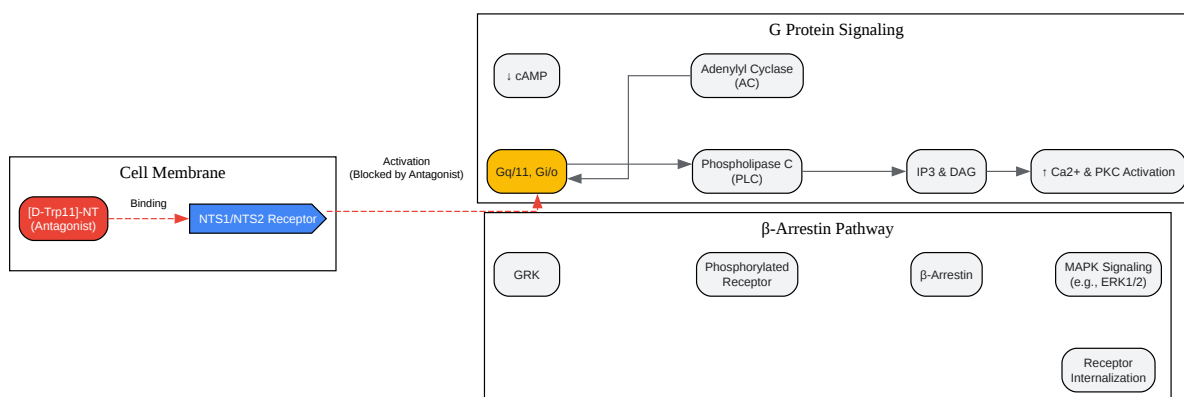 G Protein Signaling
↓ cAMP
Adenylyl Cyclase
(AC)
Activation
(Blocked by Antagonist)
Gq/11, Gi/o
Phospholipase C
(PLC)
IP3 & DAG
↑ Ca2+ & PKC Activation
Cell Membrane
[D-Trp11]-NT
(Antagonist)
Binding
NTS1/NTS2 Receptor
β-Arrestin Pathway
GRK
Phosphorylated
Receptor
β-Arrestin
MAPK Signaling
(e.g., ERK1/2)
Receptor
Internalization